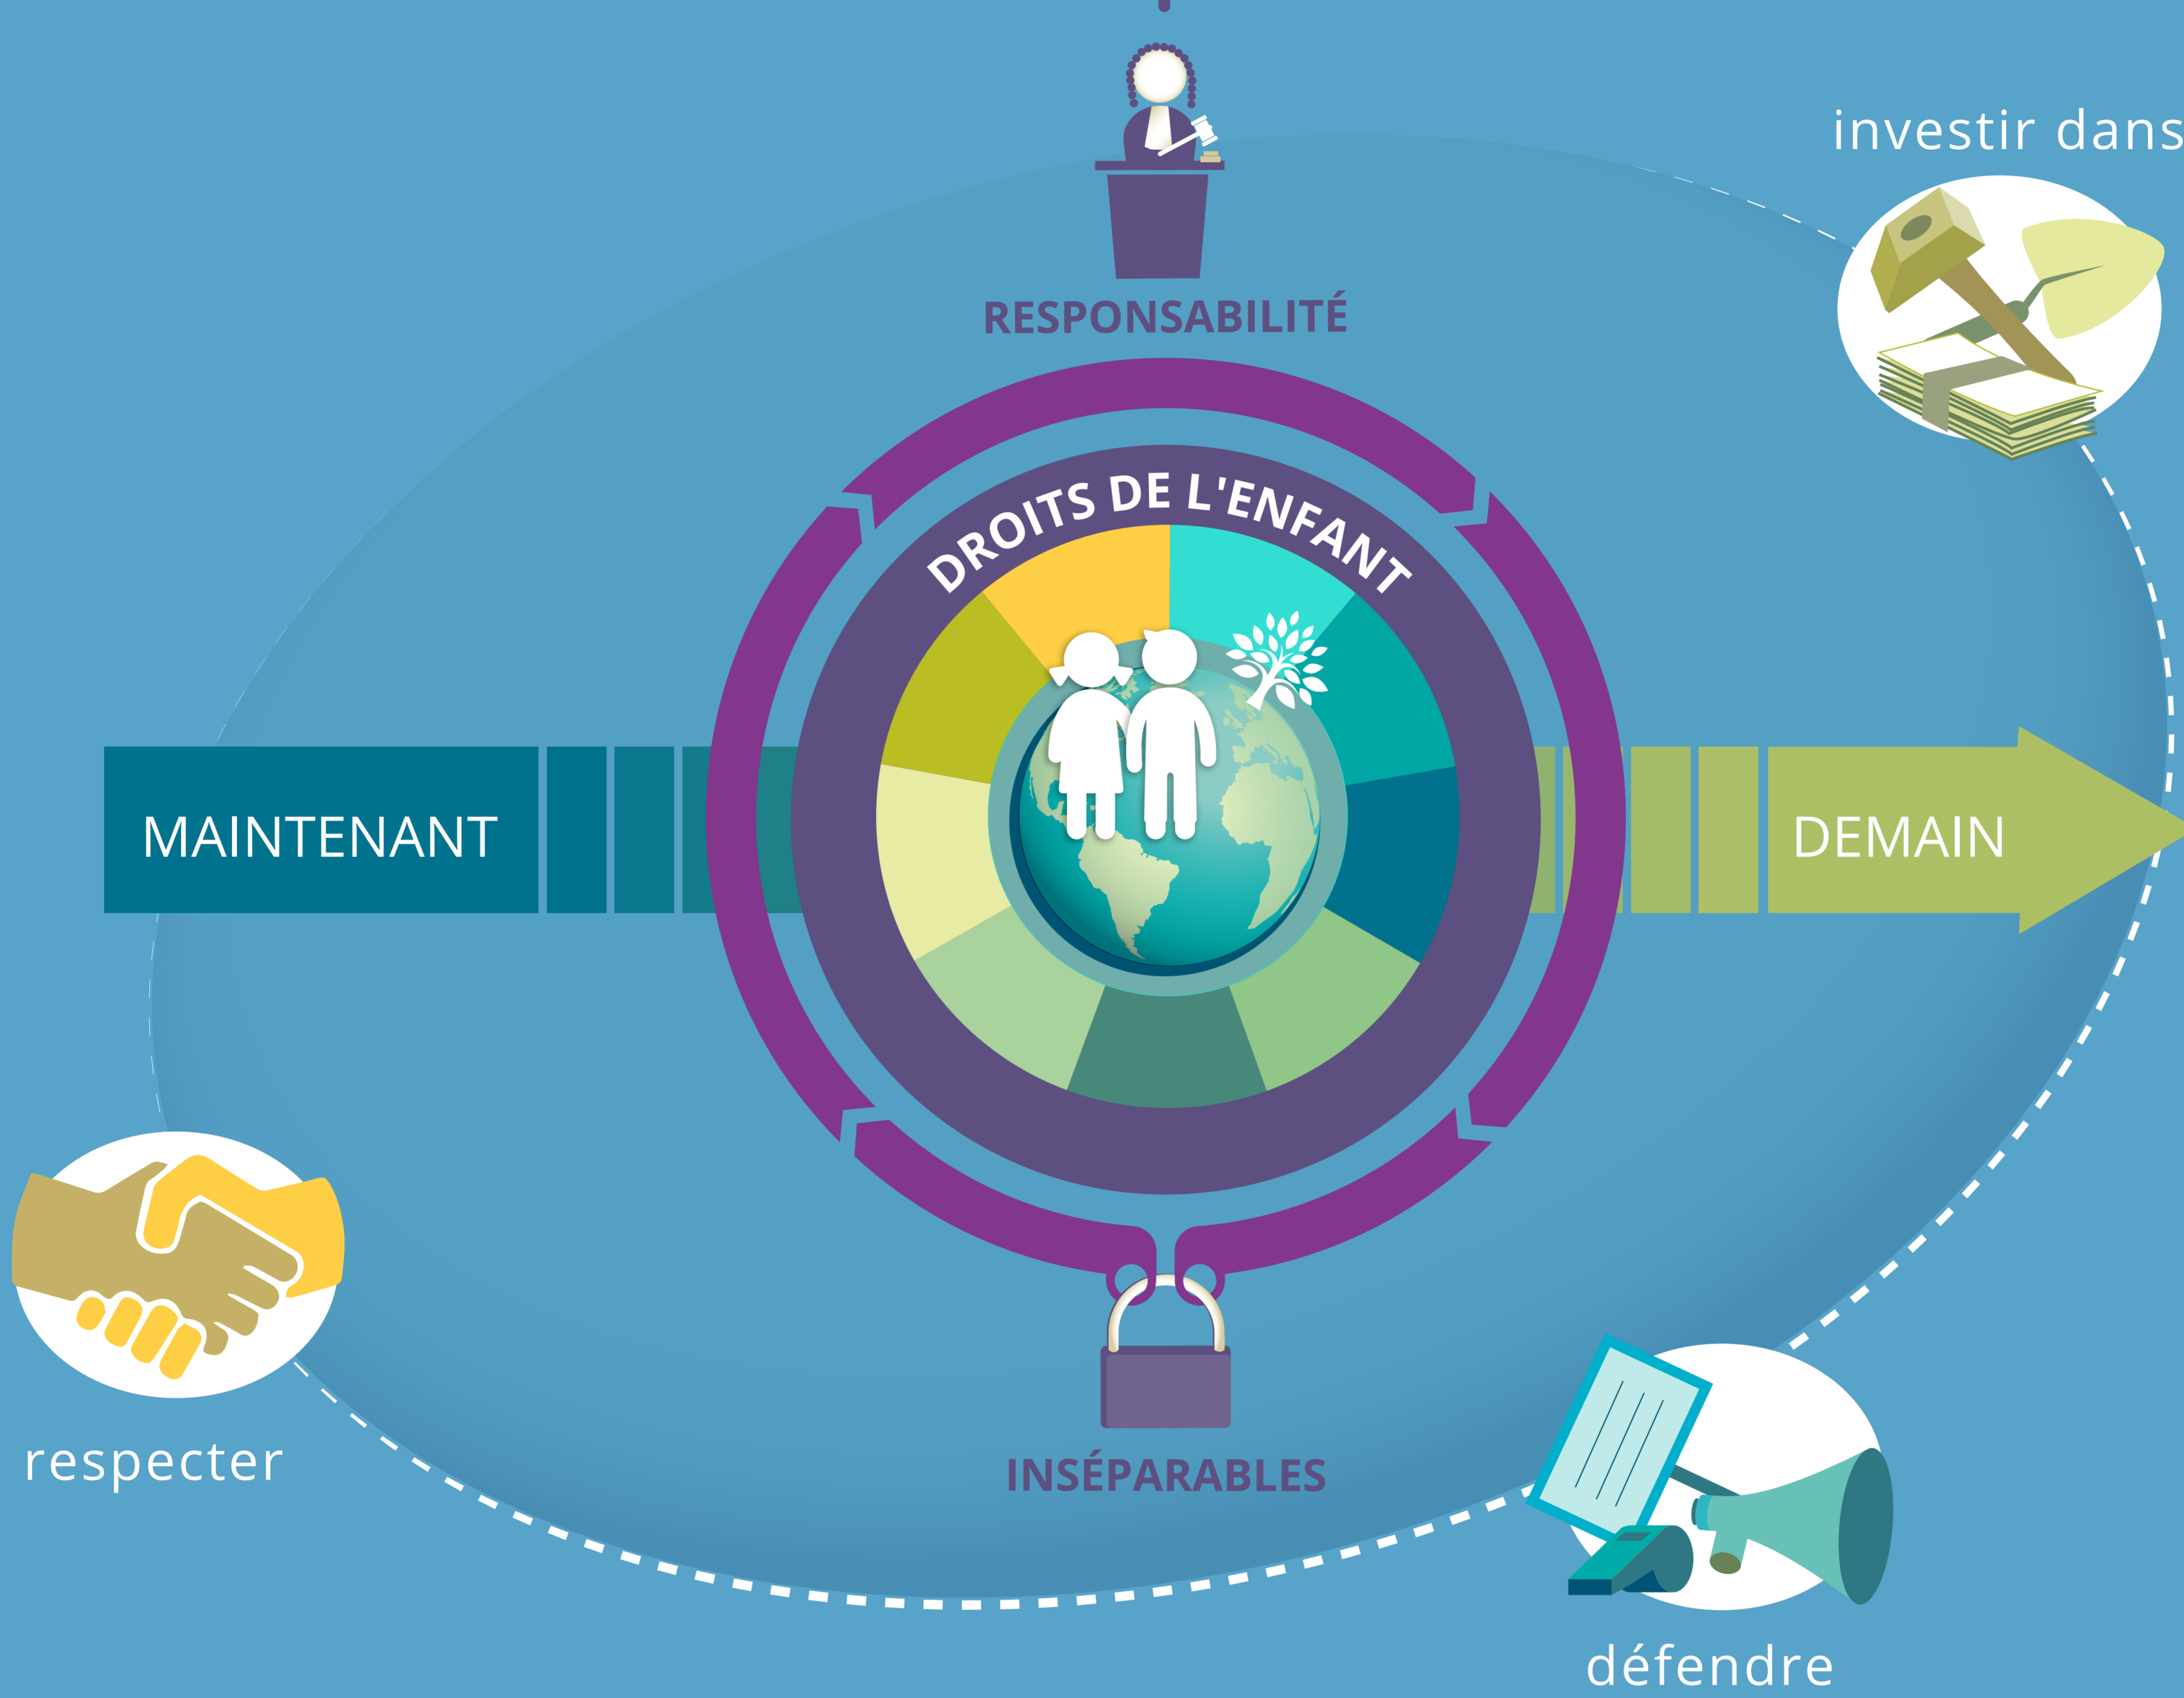 investir dans
RESPONSABILITÉ
DROITS DE L'ENFANT
MAINTENANT
DEMAIN
respecter
INSÉPARABLES
défendre